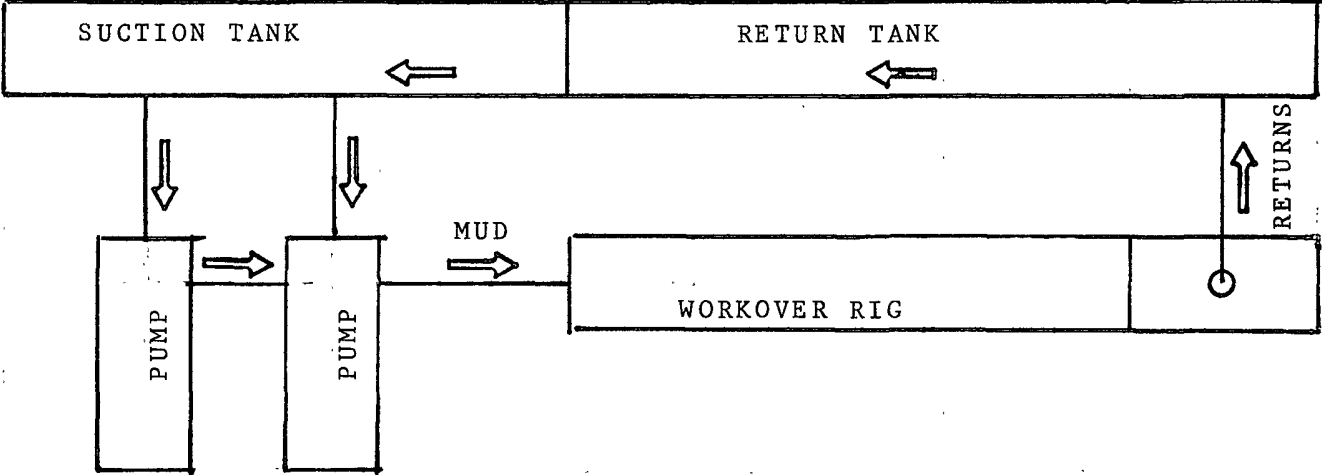 SUCTION TANK
RETURN TANK
RETURNS
MUD
WORKOVER RIG
PUMP
PUMP